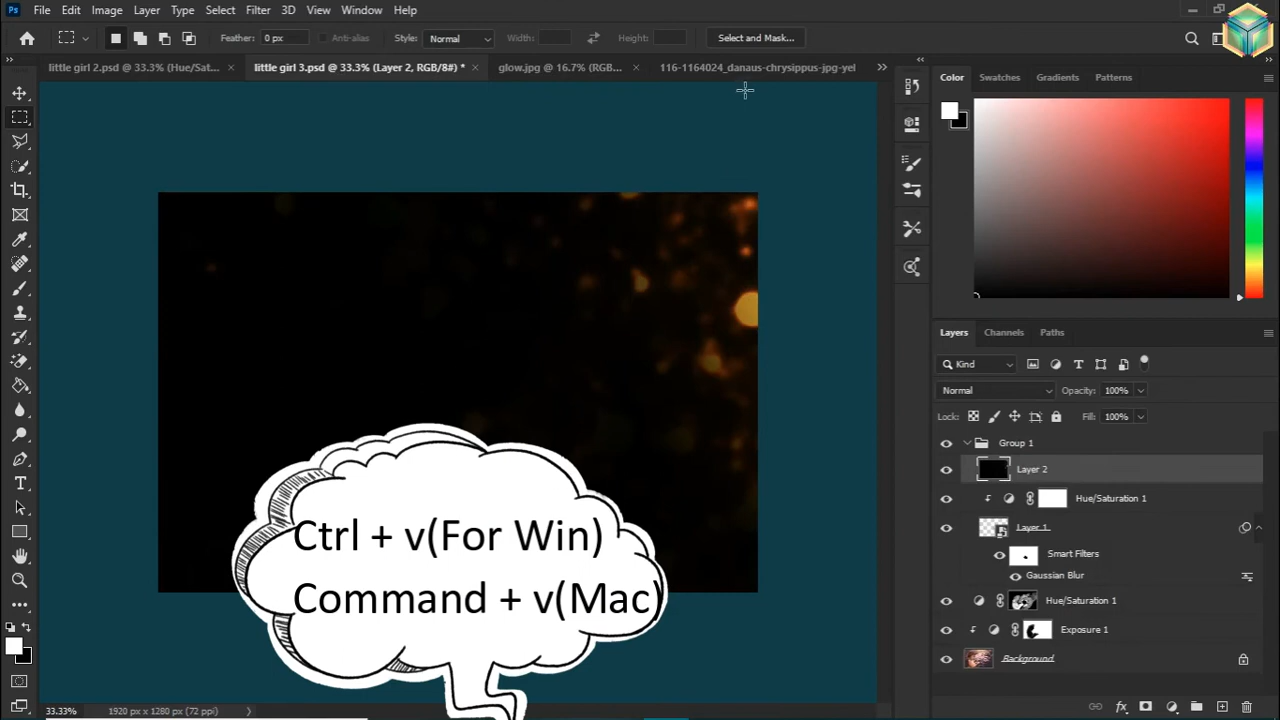 Ps File Edit Image Layer Type Select Filter 3D View Window Help
Feather: 0 px Anti-alias Style: Normal Width: Height: Select and Mask...
little girl 2.psd @ 33.3% (Hue/Sat... × little girl 3.psd @ 33.3% (Layer 2, RGB/8#) * × glow.jpg @ 16.7% (RGB... × 116-1164024_danaus-chrysippus-jpg-yel
Color Swatches Gradients Patterns
Layers Channels Paths
Kind
Normal Opacity: 100%
Lock: Fill: 100%
Group 1
Layer 2
Hue/Saturation 1
Layer 1
Smart Filters
Gaussian Blur
Hue/Saturation 1
Exposure 1
Background
Ctrl + v(For Win)
Command + v(Mac)
33.33% 1920 px x 1280 px (72 ppi)